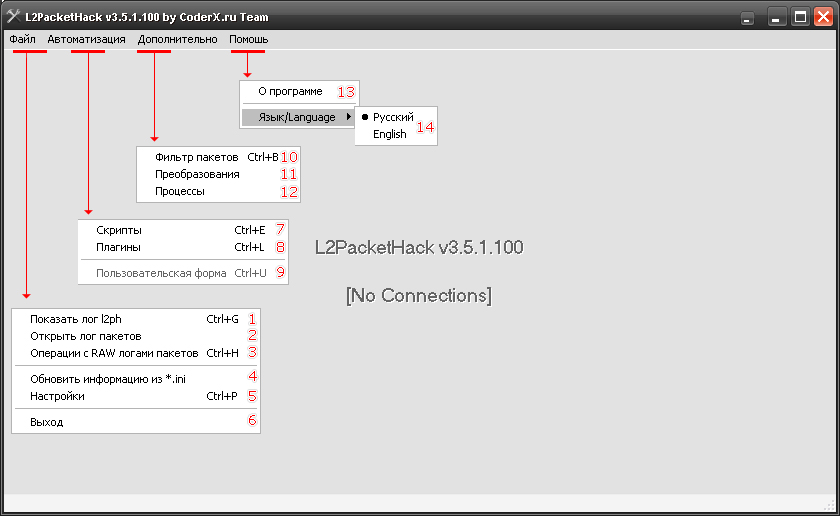 L2PacketHack v3.5.1.100 by CoderX.ru Team
Файл Автоматизация Дополнительно Помошь
О программе 13
Язык/Language
Русский
English
14
Фильтр пакетов Ctrl+B 10
Преобразования 11
Процессы 12
Скрипты Ctrl+E 7
Плагины Ctrl+L 8
Пользовательская форма Ctrl+U 9
L2PacketHack v3.5.1.100
[No Connections]
Показать лог l2ph Ctrl+G 1
Открыть лог пакетов 2
Операции с RAW логами пакетов Ctrl+H 3
Обновить информацию из *.ini 4
Настройки Ctrl+P 5
Выход 6